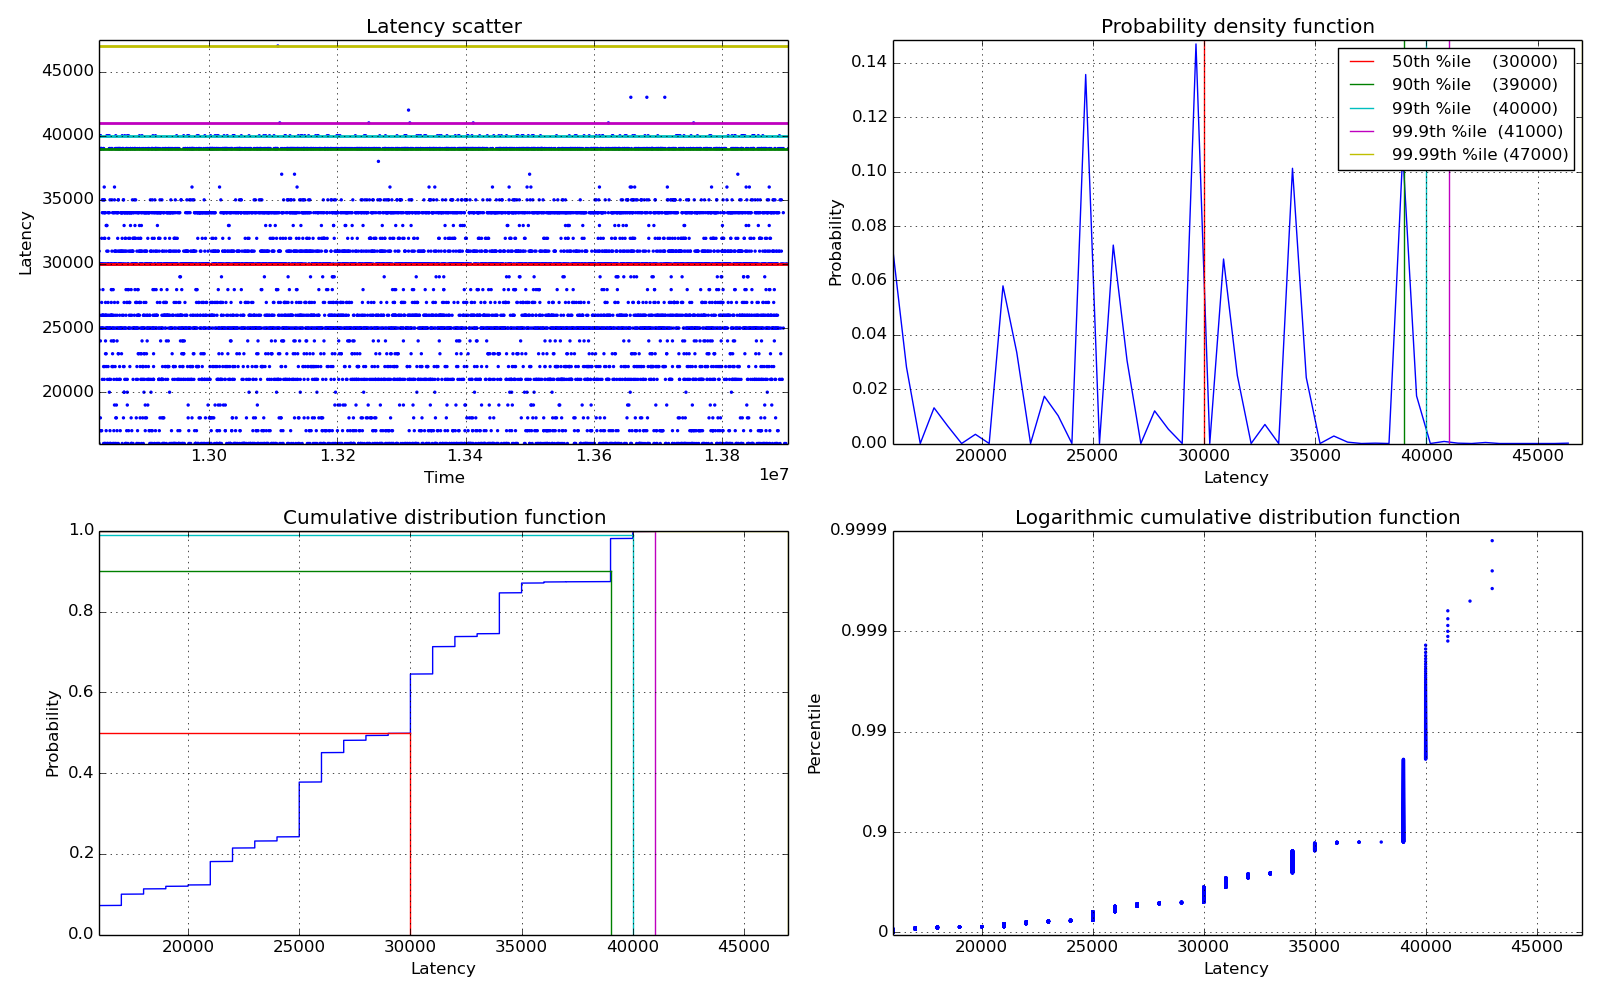 Latency scatter
45000
40000
35000
30000
25000
20000
Latency
1.30 1.32 1.34 1.36 1.38
1e7
Time
Probability density function
0.14
0.12
0.10
0.08
0.06
0.04
0.02
0.00
Probability
50th %ile (30000)
90th %ile (39000)
99th %ile (40000)
99.9th %ile (41000)
99.99th %ile (47000)
20000 25000 30000 35000 40000 45000
Latency
Cumulative distribution function
1.0
0.8
0.6
0.4
0.2
0.0
Probability
20000 25000 30000 35000 40000 45000
Latency
Logarithmic cumulative distribution function
0.9999
0.999
0.99
0.9
0
Percentile
20000 25000 30000 35000 40000 45000
Latency